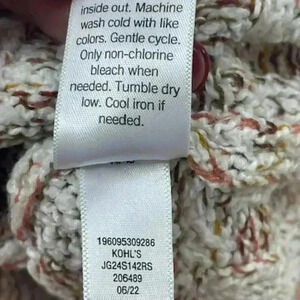 inside out. Machine
wash cold with like
colors. Gentle cycle.
Only non-chlorine
bleach when
needed. Tumble dry
low. Cool iron if
needed.
196095309286
KOHL'S
JG24S142RS
206489
06/22